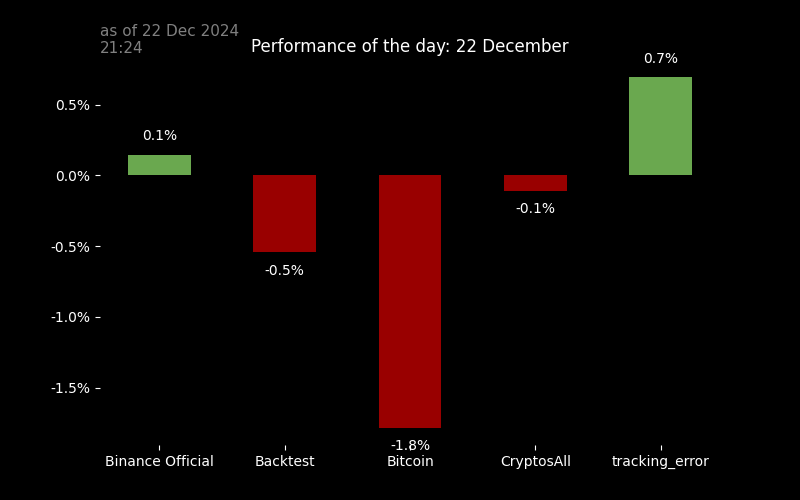 as of 22 Dec 2024
21:24
Performance of the day: 22 December
0.7%
0.5%
0.1%
0.0%
-0.1%
-0.5%
-0.5%
-1.0%
-1.5%
-1.8%
Binance Official
Backtest
Bitcoin
CryptosAll
tracking_error